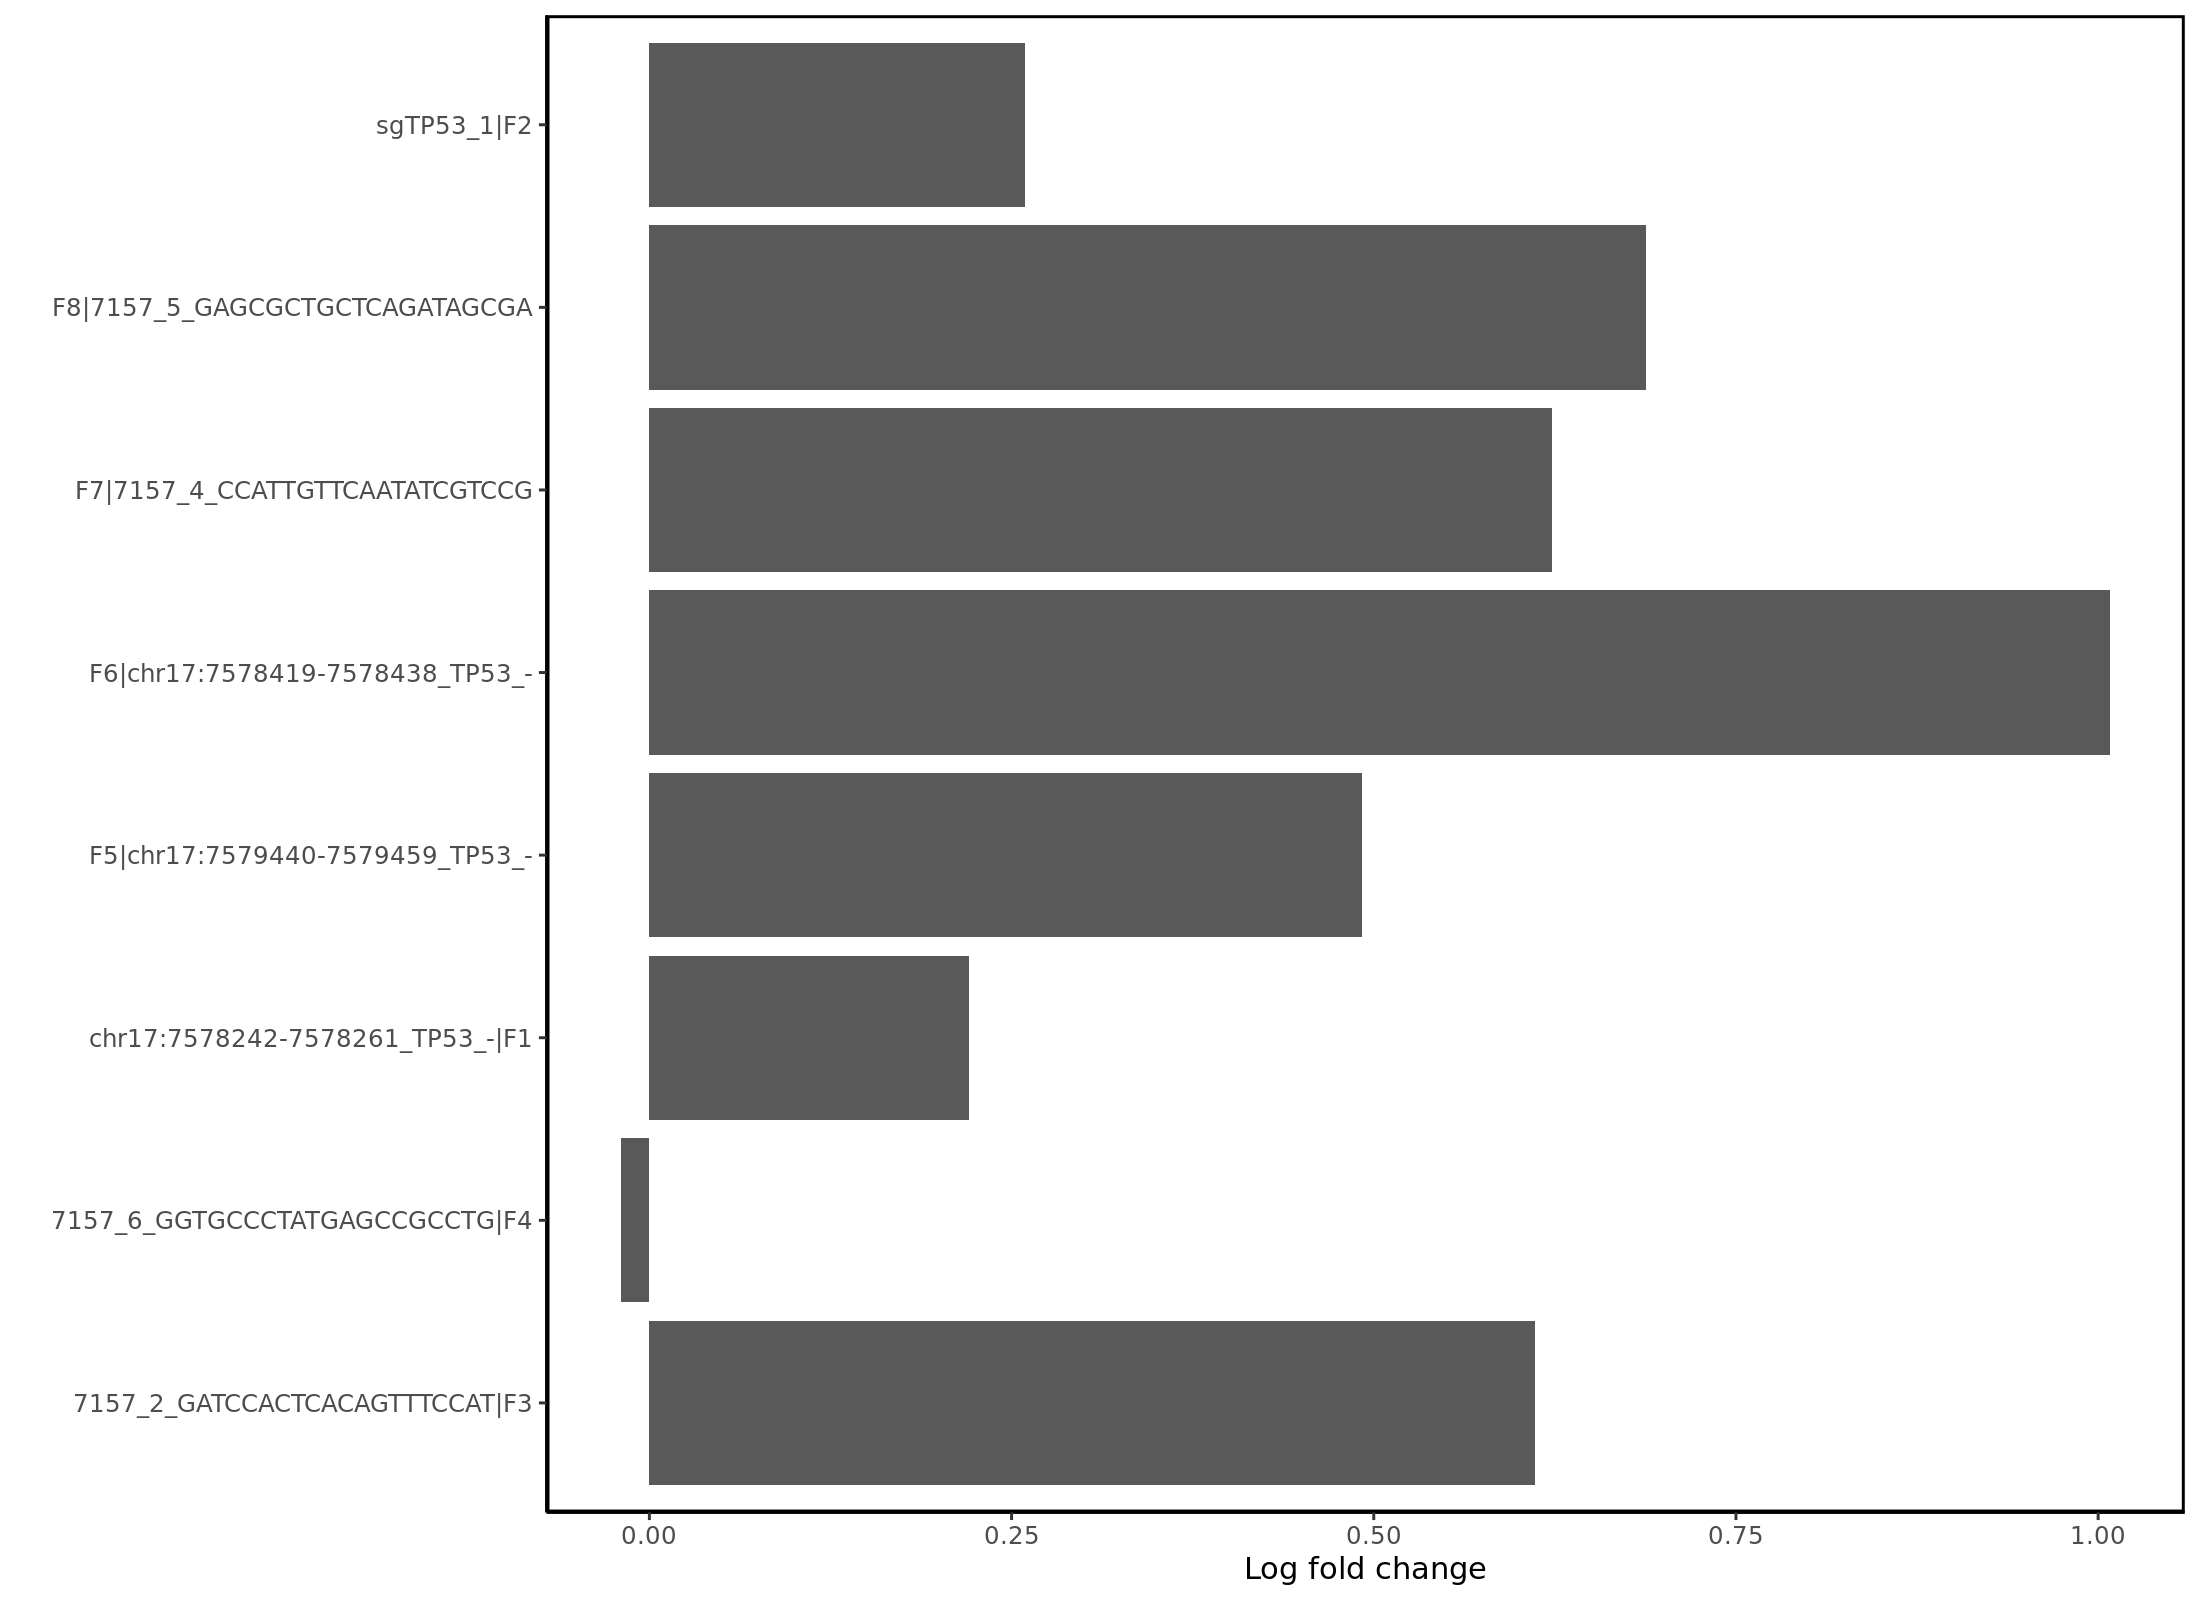 sgTP53_1|F2
F8|7157_5_GAGCGCTGCTCAGATAGCGA
F7|7157_4_CCATTGTTCAATATCGTCCG
F6|chr17:7578419-7578438_TP53_-
F5|chr17:7579440-7579459_TP53_-
chr17:7578242-7578261_TP53_-|F1
7157_6_GGTGCCCTATGAGCCGCCTG|F4
7157_2_GATCCACTCACAGTTTCCAT|F3
0.00 0.25 0.50 0.75 1.00
Log fold change